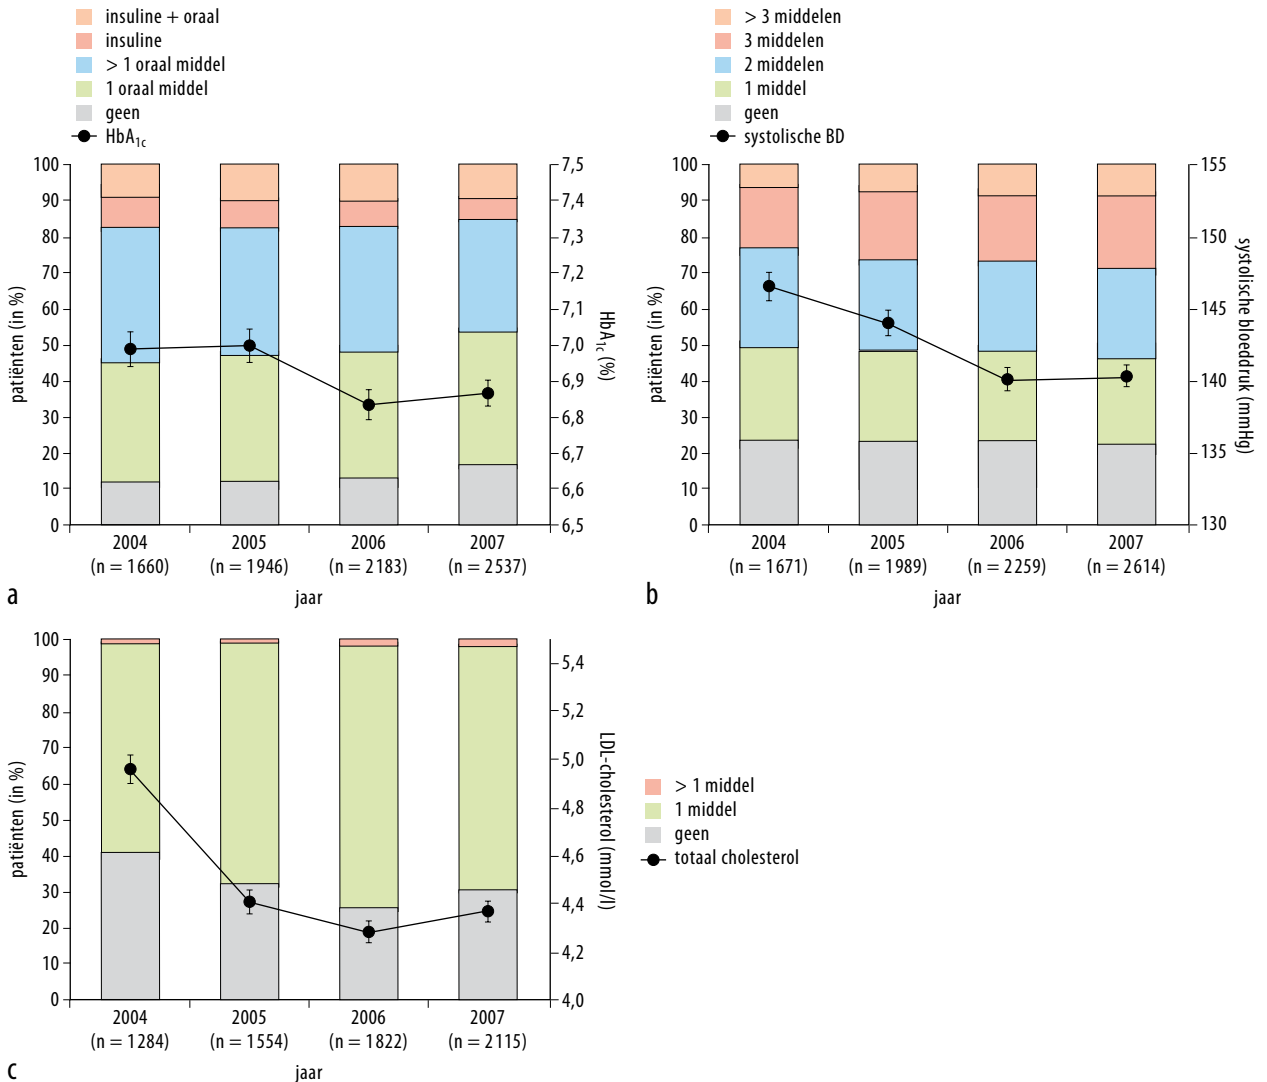 insuline + oraal
insuline
> 1 oraal middel
1 oraal middel
geen
HbA1c
100
90
80
70
60
50
40
30
20
10
0
patiënten (in %)
7,5
7,4
7,3
7,2
7,1
7,0
6,9
6,8
6,7
6,6
6,5
HbA1c (%)
2004 2005 2006 2007
(n = 1660) (n = 1946) (n = 2183) (n = 2537)
a jaar
> 3 middelen
3 middelen
2 middelen
1 middel
geen
systolische BD
100
90
80
70
60
50
40
30
20
10
0
patiënten (in %)
155
150
145
140
135
130
systolische bloeddruk (mmHg)
2004 2005 2006 2007
(n = 1671) (n = 1989) (n = 2259) (n = 2614)
b jaar
100
90
80
70
60
50
40
30
20
10
0
patiënten (in %)
5,4
5,2
5,0
4,8
4,6
4,4
4,2
4,0
LDL-cholesterol (mmol/l)
2004 2005 2006 2007
(n = 1284) (n = 1554) (n = 1822) (n = 2115)
c jaar
> 1 middel
1 middel
geen
totaal cholesterol